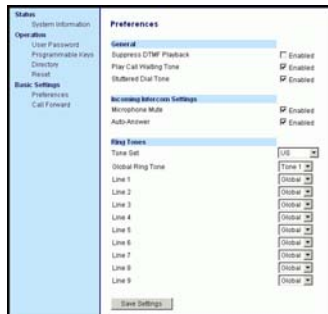 Status
System Information
Operation
User Password
Programmable Keys
Directory
Reset
Basic Settings
Preferences
Call Forward
Preferences
General
Suppress DTMF Playback Enabled
Play Call Waiting Tone Enabled
Stuttered Dial Tone Enabled
Incoming Intercom Settings
Microphone Mute Enabled
Auto-Answer Enabled
Ring Tones
Tone Set US
Global Ring Tone Tone 1
Line 1 Global
Line 2 Global
Line 3 Global
Line 4 Global
Line 5 Global
Line 6 Global
Line 7 Global
Line 8 Global
Line 9 Global
Save Settings